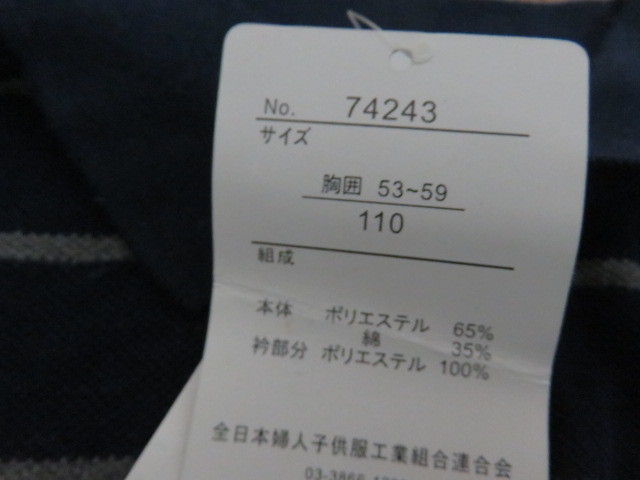 No. 74243
サイズ
胸囲 53~59
110
組成
本体 ポリエステル 65%
綿 35%
衿部分 ポリエステル 100%
全日本婦人子供服工業組合連合会
03-3866-